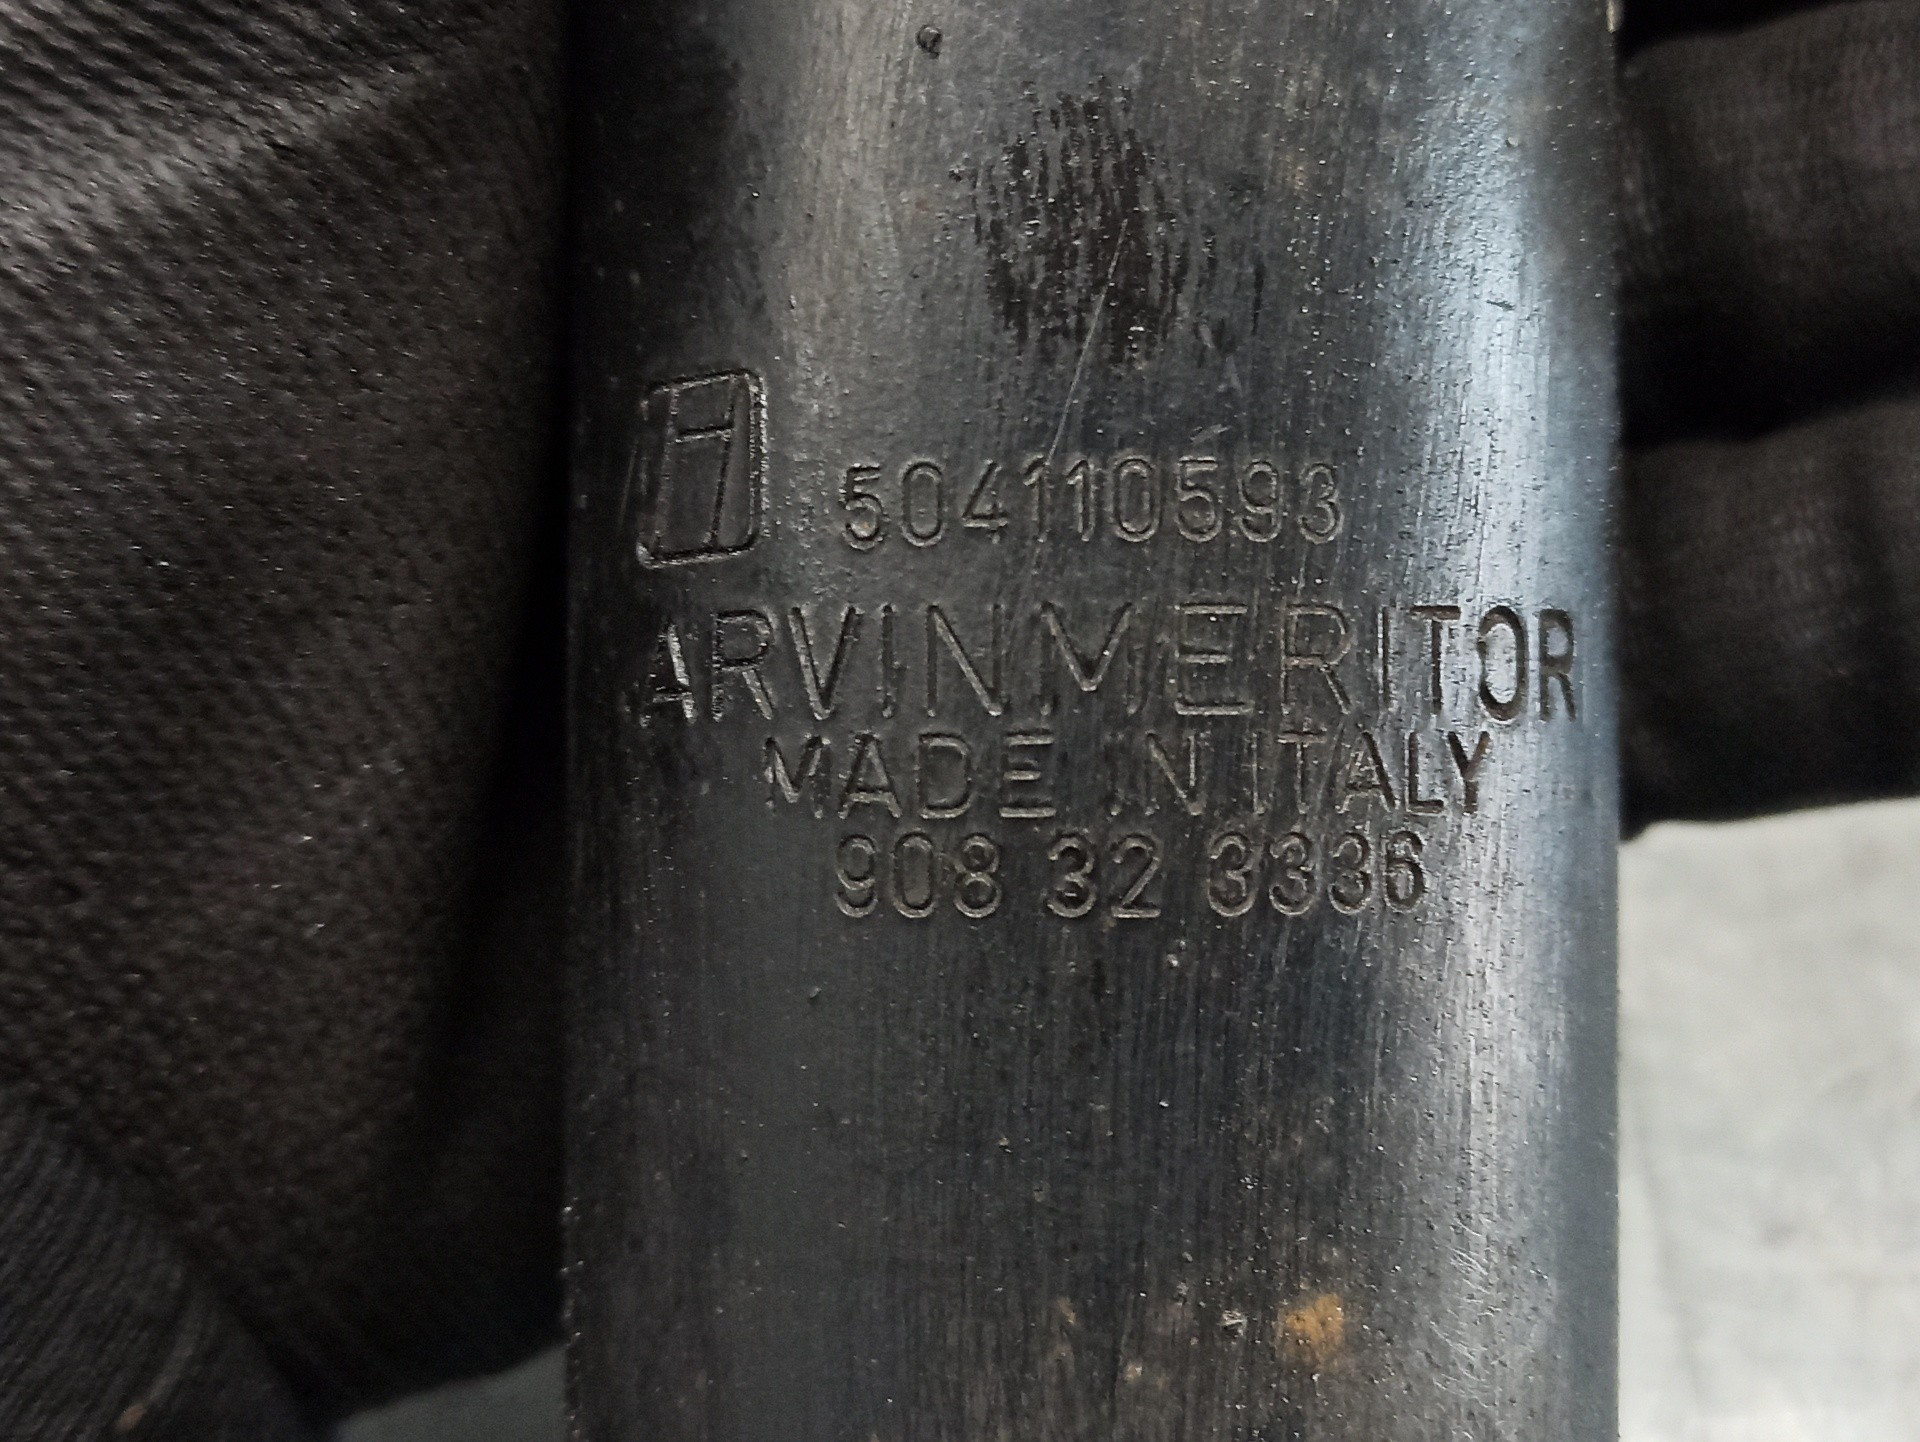 504110593
ARVINMERITOR
MADE IN ITALY
908 32 3336